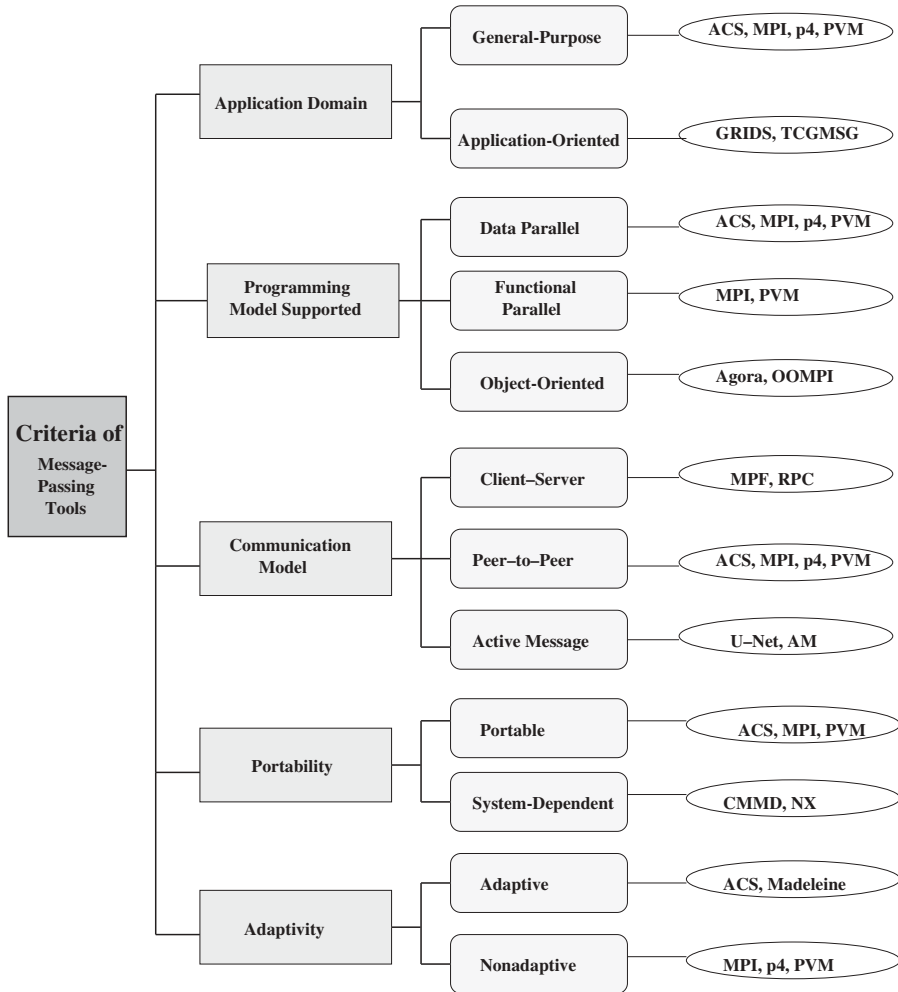 Criteria of
Message-
Passing
Tools
Application Domain
General-Purpose
ACS, MPI, p4, PVM
Application-Oriented
GRIDS, TCGMSG
Programming
Model Supported
Data Parallel
ACS, MPI, p4, PVM
Functional
Parallel
MPI, PVM
Object-Oriented
Agora, OOMPI
Communication
Model
Client–Server
MPF, RPC
Peer–to–Peer
ACS, MPI, p4, PVM
Active Message
U–Net, AM
Portability
Portable
ACS, MPI, PVM
System-Dependent
CMMD, NX
Adaptivity
Adaptive
ACS, Madeleine
Nonadaptive
MPI, p4, PVM